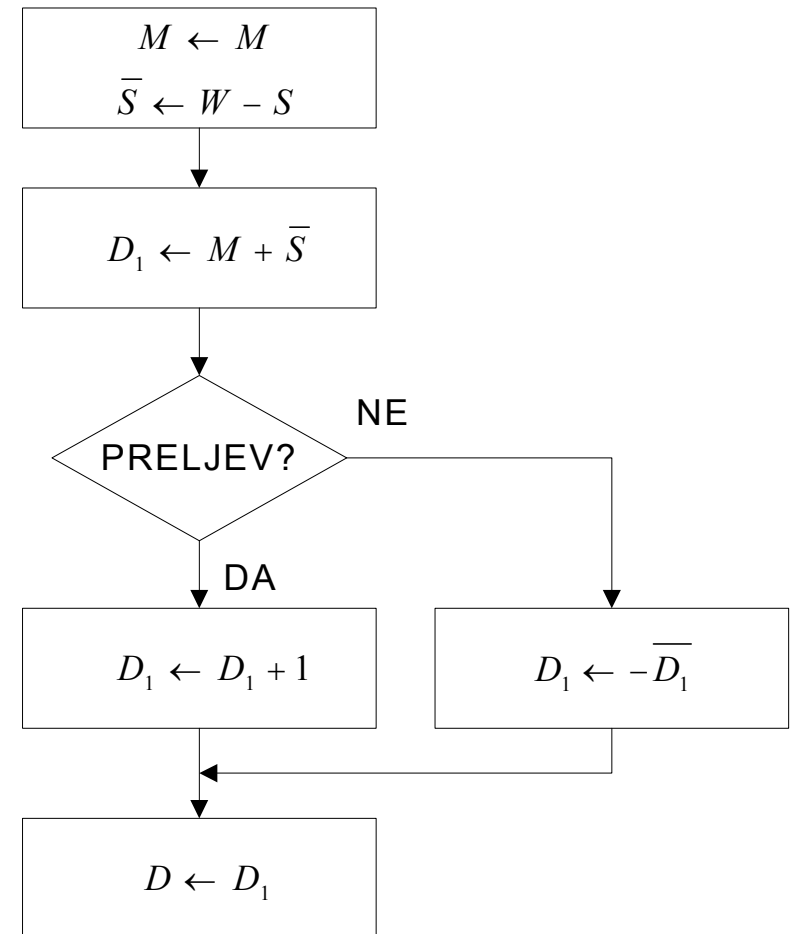 M ← M
S̅ ← W – S
D₁ ← M + S̅
PRELJEV?
NE
DA
D₁ ← D₁ + 1
D₁ ← – D̅₁̅
D ← D₁